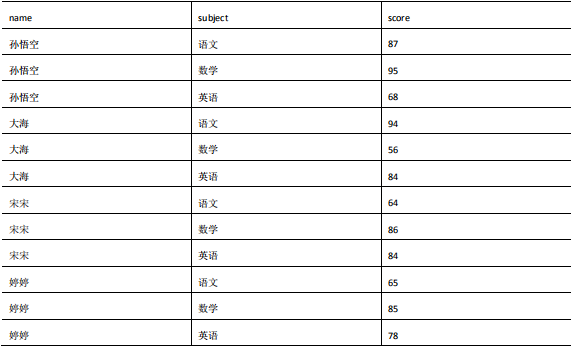 name subject score
孙悟空 语文 87
孙悟空 数学 95
孙悟空 英语 68
大海 语文 94
大海 数学 56
大海 英语 84
宋宋 语文 64
宋宋 数学 86
宋宋 英语 84
婷婷 语文 65
婷婷 数学 85
婷婷 英语 78